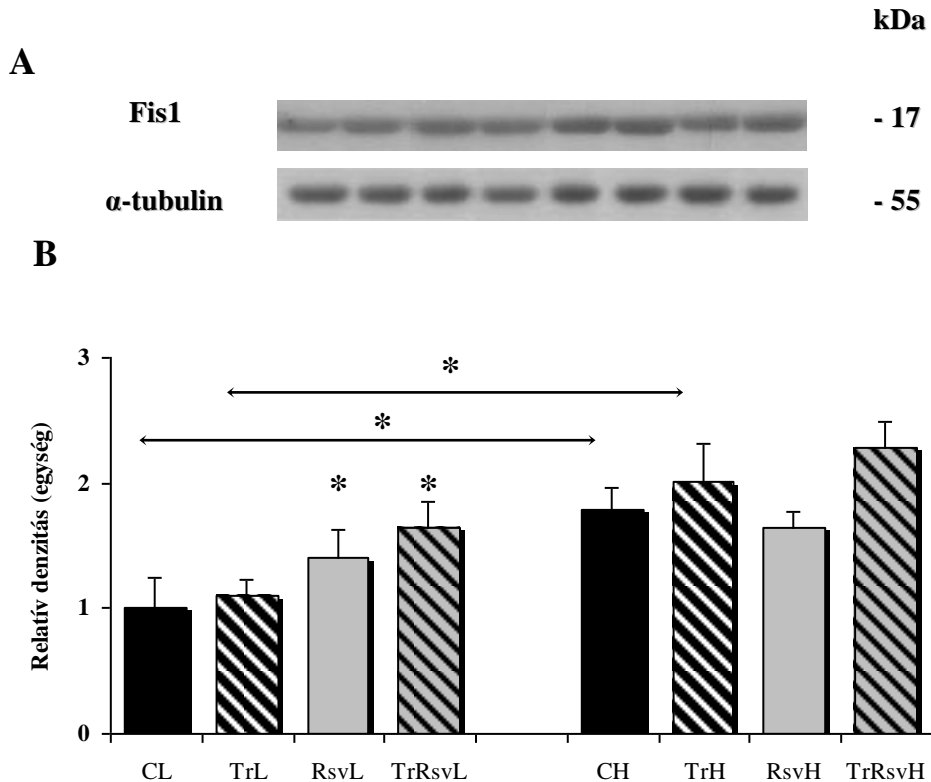 kDa
A
Fis1
- 17
α-tubulin
- 55
B
Relatív denzitás (egység)
3
2
1
0
*
*
*
*
CL TrL RsvL TrRsvL CH TrH RsvH TrRsvH